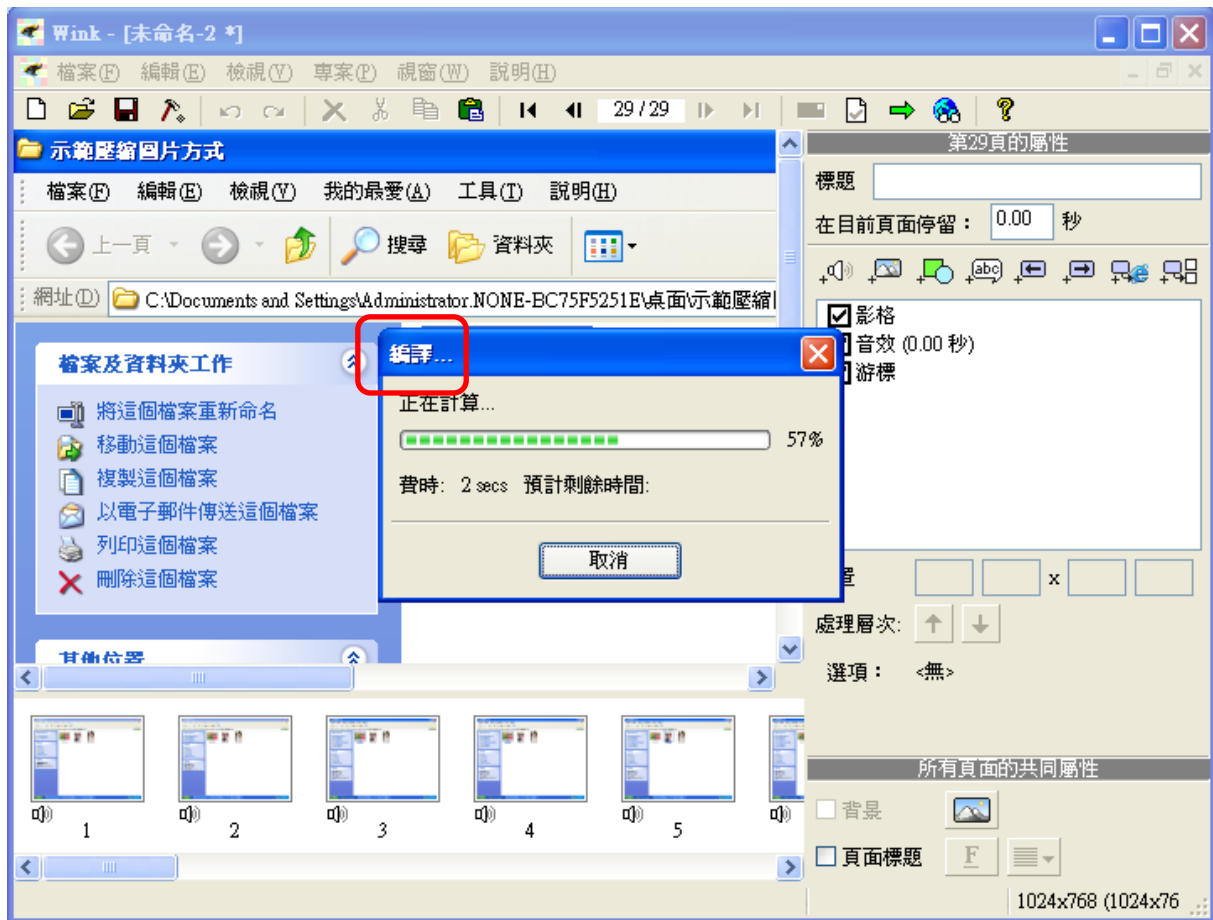 Wink - [未命名-2 *]
檔案(F) 編輯(E) 檢視(V) 專案(P) 視窗(W) 說明(H)
29 / 29
示範壓縮圖片方式
檔案(F) 編輯(E) 檢視(V) 我的最愛(A) 工具(T) 說明(H)
上一頁 搜尋 資料夾
網址(D) C:\Documents and Settings\Administrator.NONE-BC75F5251E\桌面\示範壓縮
檔案及資料夾工作
將這個檔案重新命名
移動這個檔案
複製這個檔案
以電子郵件傳送這個檔案
列印這個檔案
刪除這個檔案
其他位置
編譯...
正在計算...
57%
費時: 2 secs 預計剩餘時間:
取消
1 2 3 4 5
第29頁的屬性
標題
在目前頁面停留: 0.00 秒
abc
影格
音效 (0.00 秒)
游標
x
處理層次:
選項: <無>
所有頁面的共同屬性
背景
頁面標題 F
1024x768 (1024x76